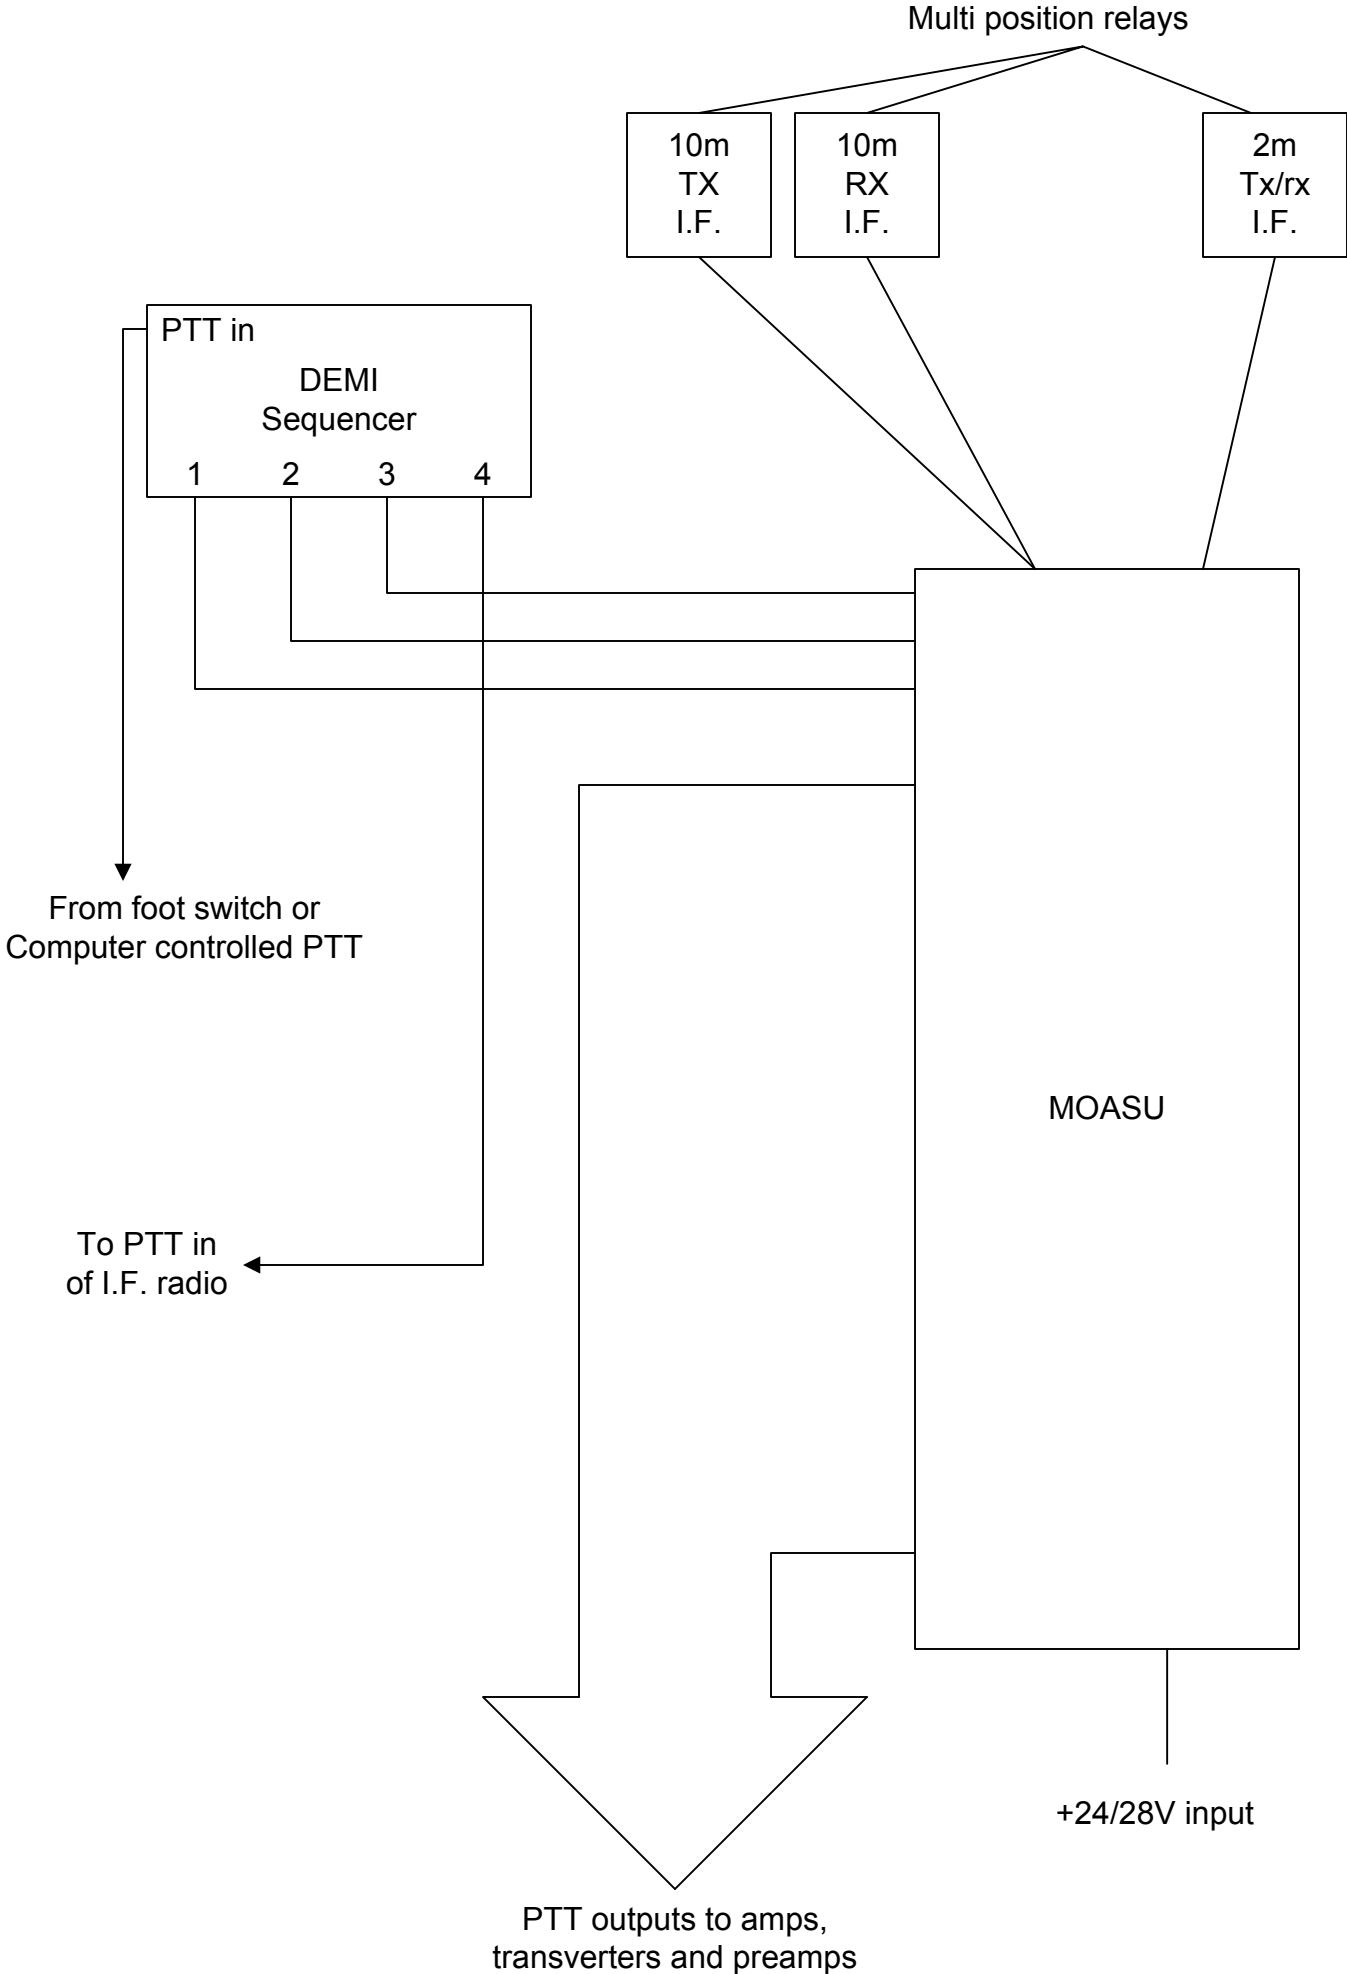 Multi position relays
10m
TX
I.F.
10m
RX
I.F.
2m
Tx/rx
I.F.
PTT in
DEMI
Sequencer
1 2 3 4
From foot switch or
Computer controlled PTT
MOASU
To PTT in
of I.F. radio
+24/28V input
PTT outputs to amps,
transverters and preamps